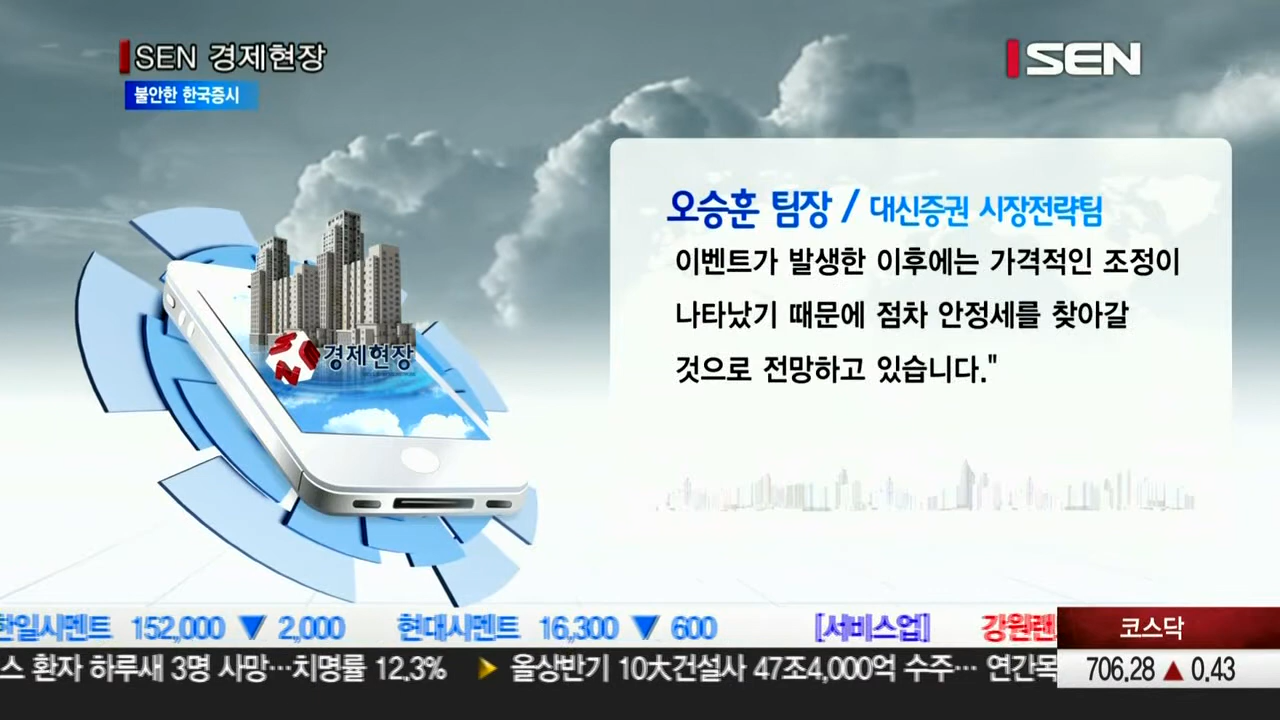 SEN 경제현장
SEN
불안한 한국증시
오승훈 팀장 / 대신증권 시장전략팀
이벤트가 발생한 이후에는 가격적인 조정이
나타났기 때문에 점차 안정세를 찾아갈
것으로 전망하고 있습니다."
경제현장
한일시멘트 152,000 ▼ 2,000 현대시멘트 16,300 ▼ 600 [서비스업] 강원랜
코스닥
스 환자 하루새 3명 사망…치명률 12.3% ▶ 올상반기 10大건설사 47조4,000억 수주… 연간목
706.28 ▲ 0.43